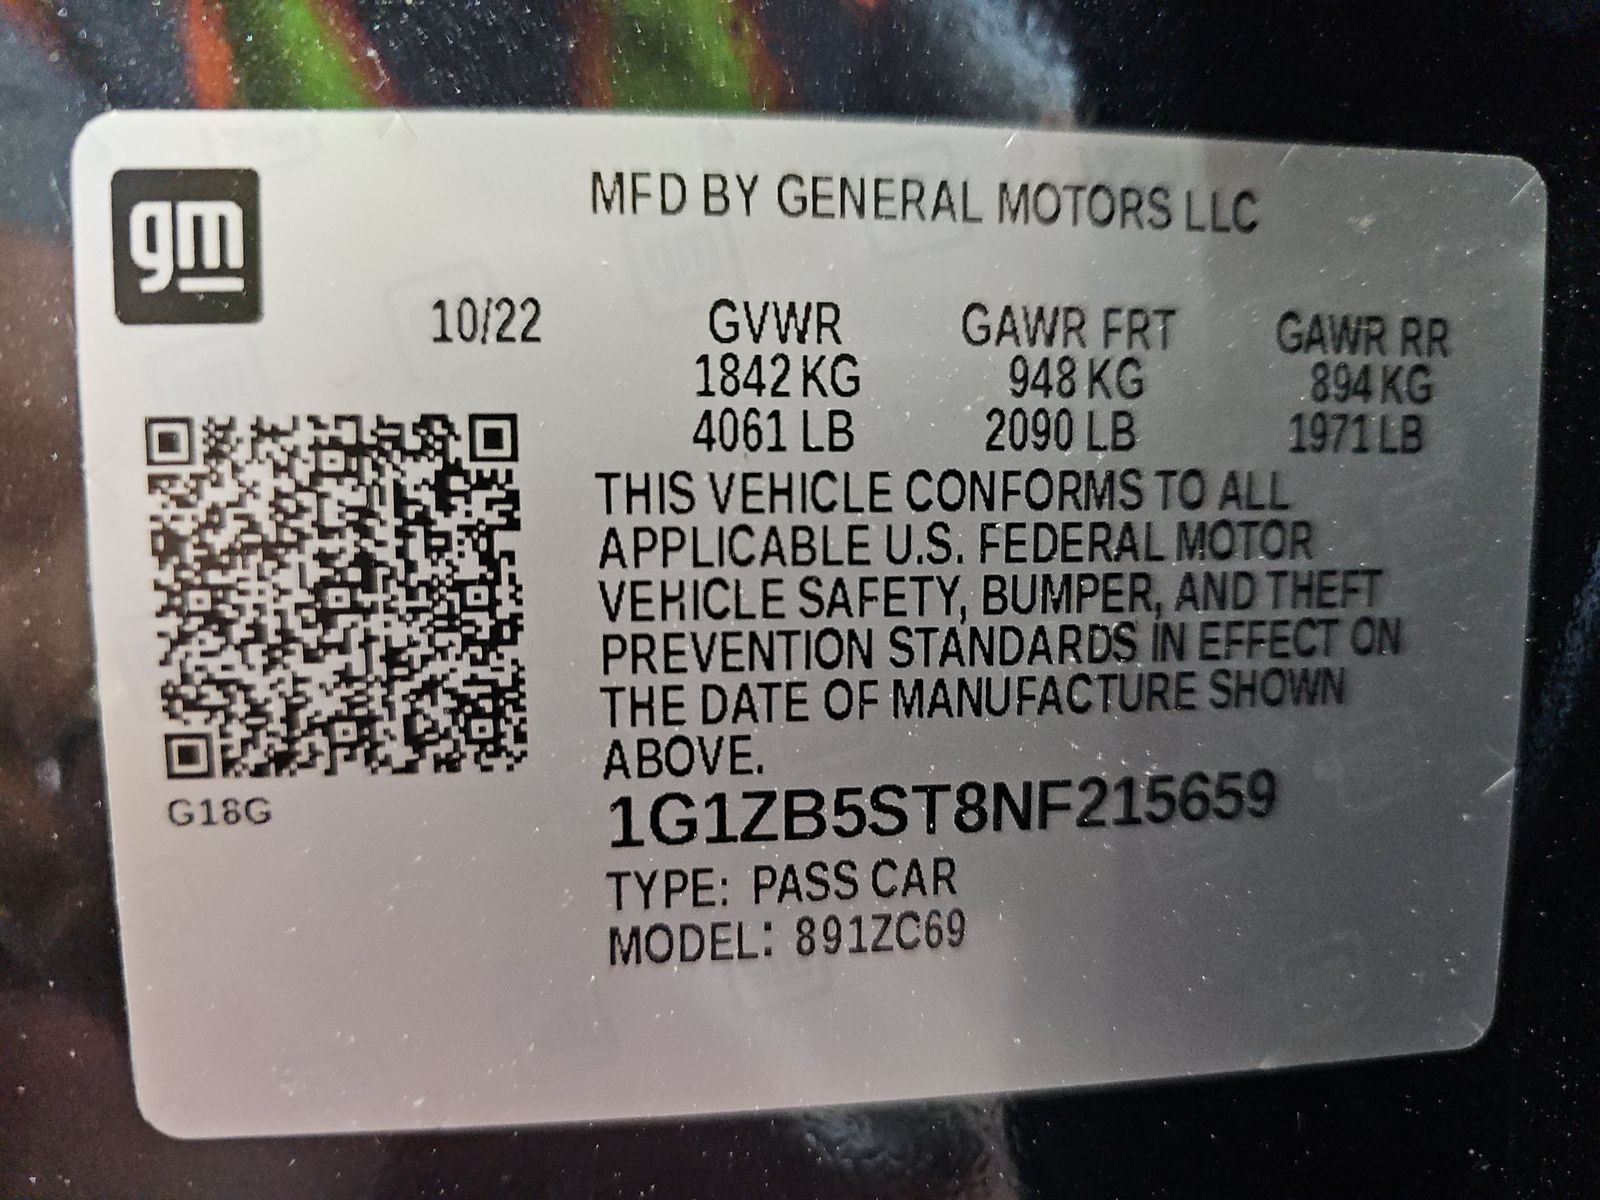 gm
MFD BY GENERAL MOTORS LLC
10/22 GVWR GAWR FRT GAWR RR
1842 KG 948 KG 894 KG
4061 LB 2090 LB 1971 LB
THIS VEHICLE CONFORMS TO ALL
APPLICABLE U.S. FEDERAL MOTOR
VEHICLE SAFETY, BUMPER, AND THEFT
PREVENTION STANDARDS IN EFFECT ON
THE DATE OF MANUFACTURE SHOWN
ABOVE.
1G1ZB5ST8NF215659
TYPE: PASS CAR
MODEL: 891ZC69
G18G